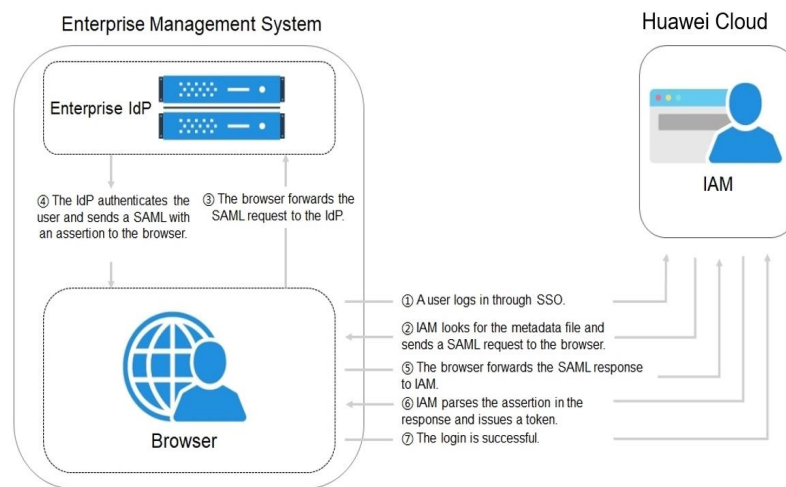 Enterprise Management System
Huawei Cloud
Enterprise IdP
IAM
④ The IdP authenticates the
user and sends a SAML with
an assertion to the browser.
③ The browser forwards the
SAML request to the IdP.
① A user logs in through SSO.
② IAM looks for the metadata file and
sends a SAML request to the browser.
⑤ The browser forwards the SAML response
to IAM.
⑥ IAM parses the assertion in the
response and issues a token.
⑦ The login is successful.
Browser